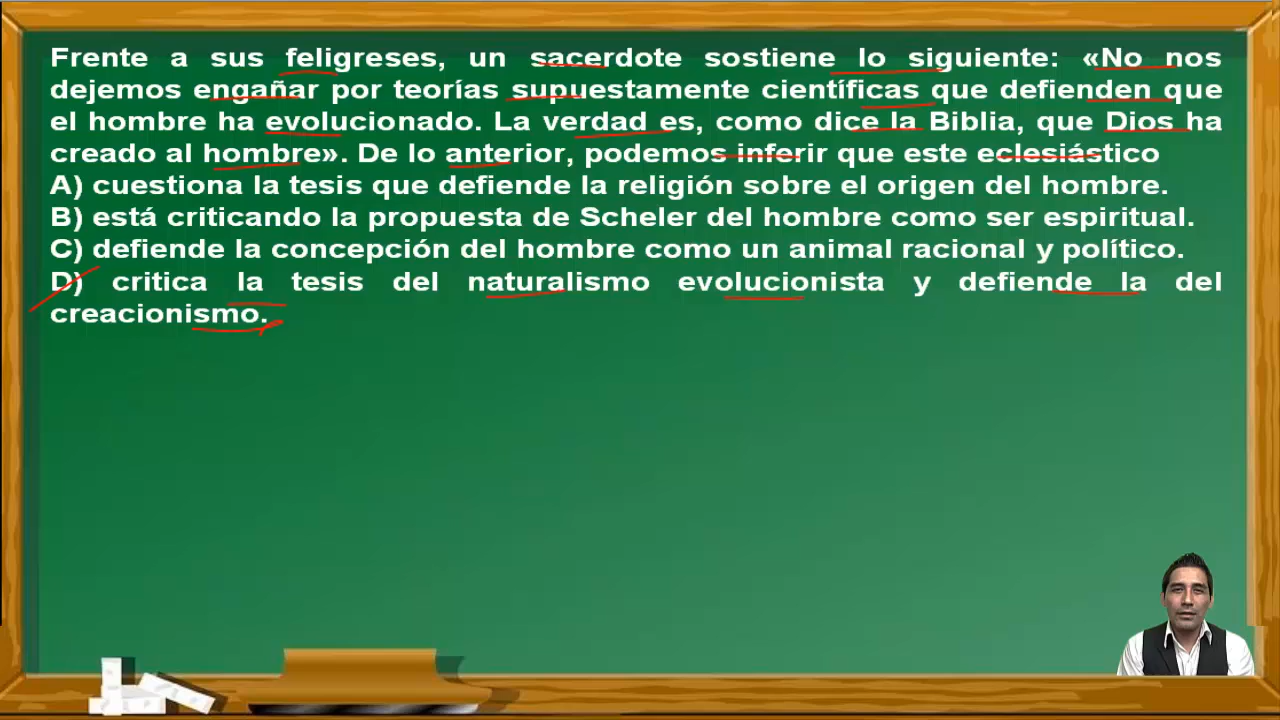 Frente a sus feligreses, un sacerdote sostiene lo siguiente: «No nos
dejemos engañar por teorías supuestamente científicas que defienden que
el hombre ha evolucionado. La verdad es, como dice la Biblia, que Dios ha
creado al hombre». De lo anterior, podemos inferir que este eclesiástico
A) cuestiona la tesis que defiende la religión sobre el origen del hombre.
B) está criticando la propuesta de Scheler del hombre como ser espiritual.
C) defiende la concepción del hombre como un animal racional y político.
D) critica la tesis del naturalismo evolucionista y defiende la del
creacionismo.